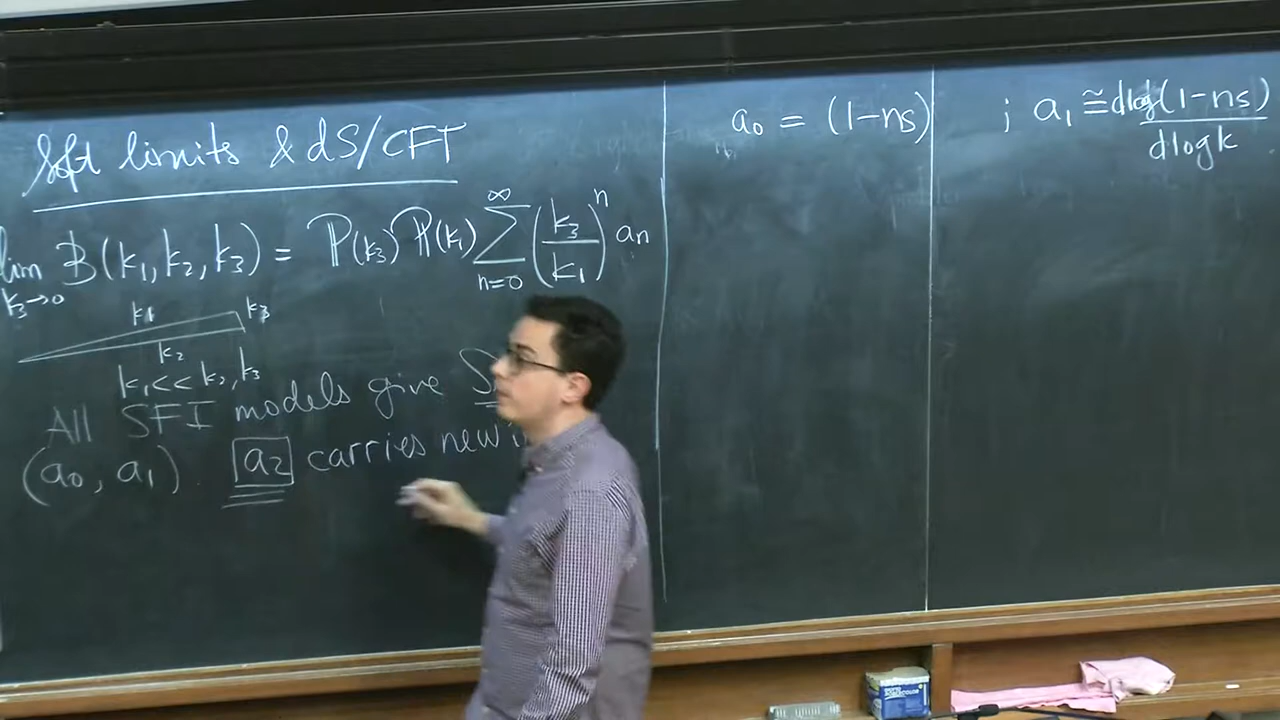 Soft limits & dS/CFT
lim k₃→0 B(k₁, k₂, k₃) = P(k₃) P(k₁) ∑_{n=0}^{∞} (k₃/k₁)ⁿ aₙ
k₁ k₃
k₂
k₁ << k₂, k₃
All SFI models give
(a₀, a₁). a₂ carries new
a₀ = (1-ns) ; a₁ ≅ dlog(1-ns)/dlogk